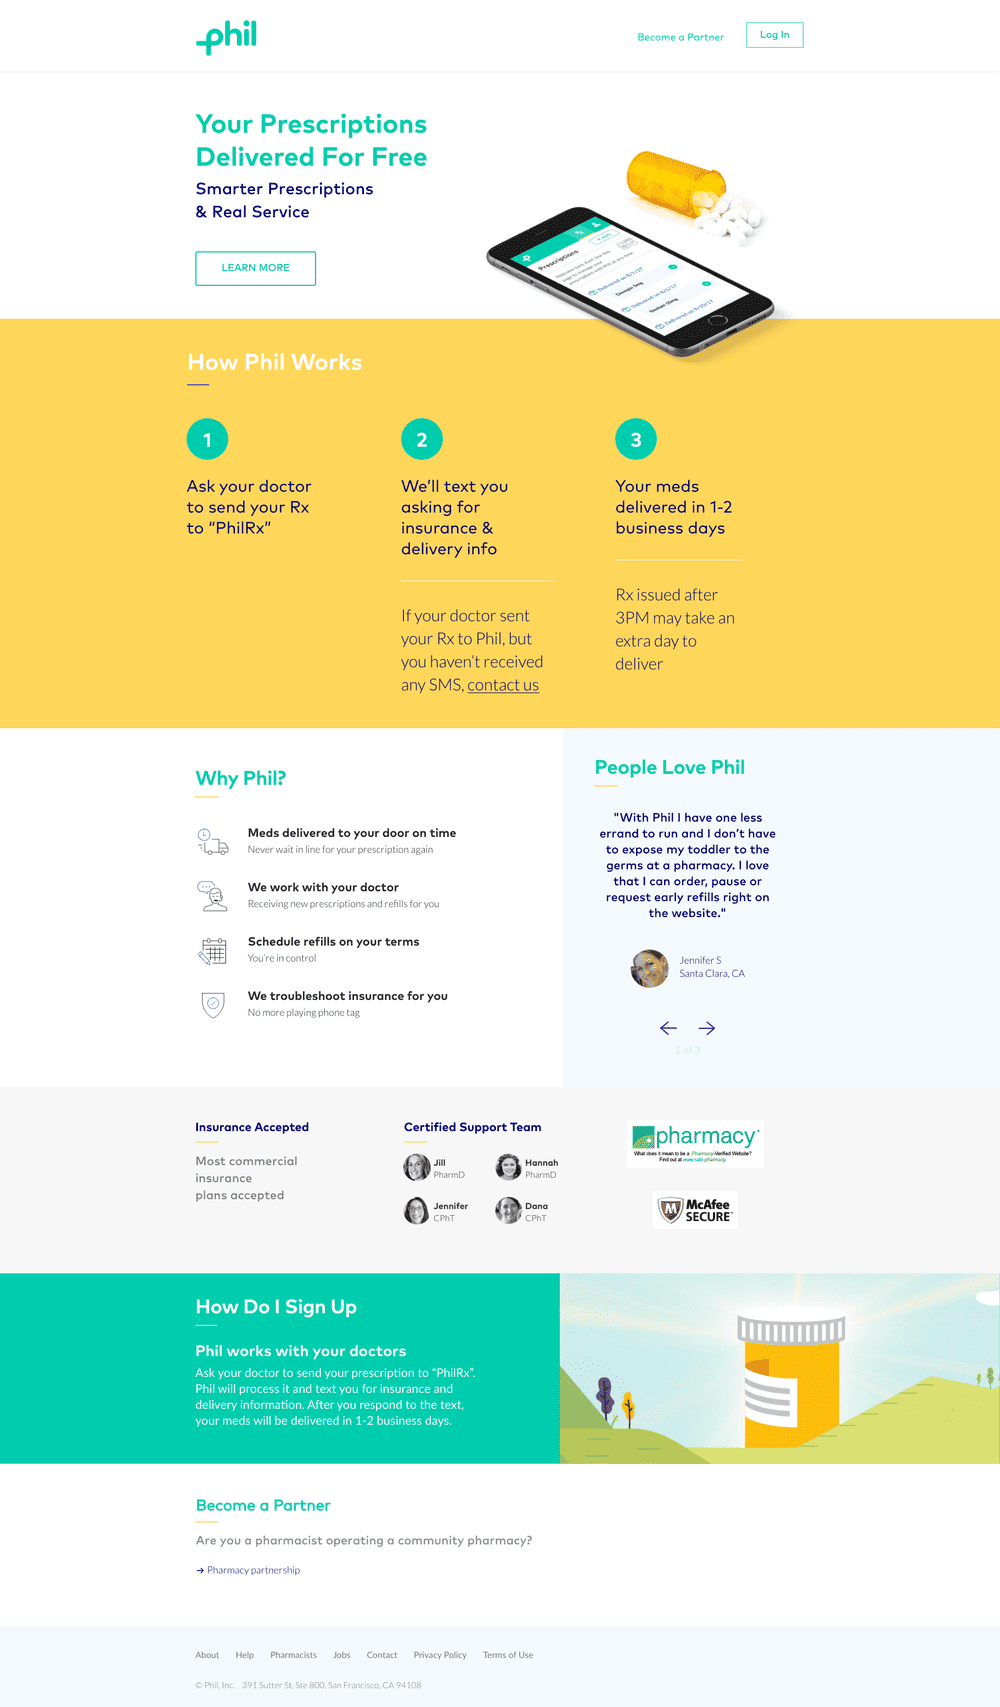 phil
Become a Partner
Log In
Your Prescriptions
Delivered For Free
Smarter Prescriptions
& Real Service
LEARN MORE
Prescriptions
Delivered on 8/1/17
Delivered on 8/5/17
How Phil Works
1
Ask your doctor
to send your Rx
to “PhilRx”
2
We’ll text you
asking for
insurance &
delivery info
If your doctor sent
your Rx to Phil, but
you haven’t received
any SMS, contact us
3
Your meds
delivered in 1-2
business days
Rx issued after
3PM may take an
extra day to
deliver
Why Phil?
Meds delivered to your door on time
Never wait in line for your prescription again
We work with your doctor
Receiving new prescriptions and refills for you
Schedule refills on your terms
You’re in control
We troubleshoot insurance for you
No more playing phone tag
People Love Phil
"With Phil I have one less
errand to run and I don’t have
to expose my toddler to the
germs at a pharmacy. I love
that I can order, pause or
request early refills right on
the website."
Jennifer S
Santa Clara, CA
1 of 3
Insurance Accepted
Most commercial
insurance
plans accepted
Certified Support Team
Jill
PharmD
Hannah
PharmD
Jennifer
CPhT
Dana
CPhT
pharmacy
What does it mean to be a .Pharmacy-Verified Website?
Find out at www.safe.pharmacy.
McAfee
SECURE
How Do I Sign Up
Phil works with your doctors
Ask your doctor to send your prescription to “PhilRx”.
Phil will process it and text you for insurance and
delivery information. After you respond to the text,
your meds will be delivered in 1-2 business days.
Become a Partner
Are you a pharmacist operating a community pharmacy?
→ Pharmacy partnership
About Help Pharmacists Jobs Contact Privacy Policy Terms of Use
© Phil, Inc. 391 Sutter St, Ste 800, San Francisco, CA 94108